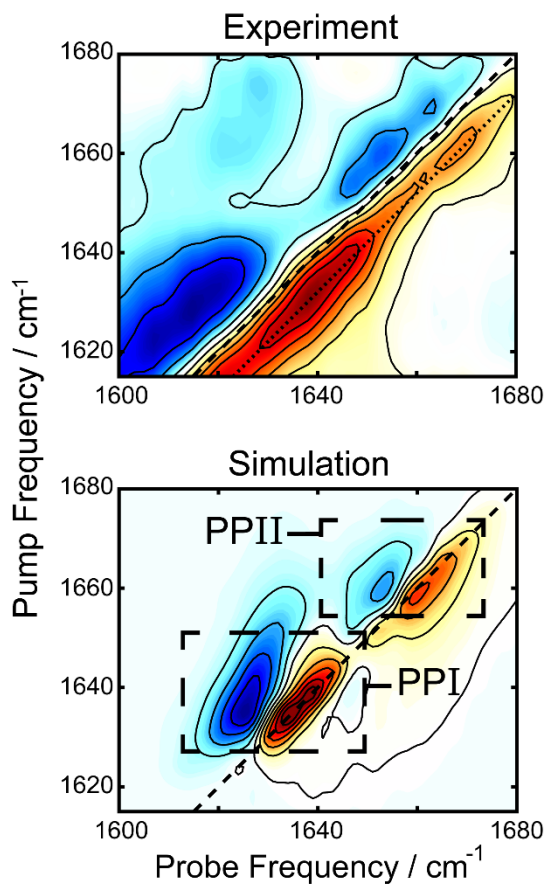 Experiment
1680
1660
1640
1620
1600 1640 1680
Pump Frequency / cm-1
Simulation
1680
PPII
1660
1640
PPI
1620
1600 1640 1680
Probe Frequency / cm-1